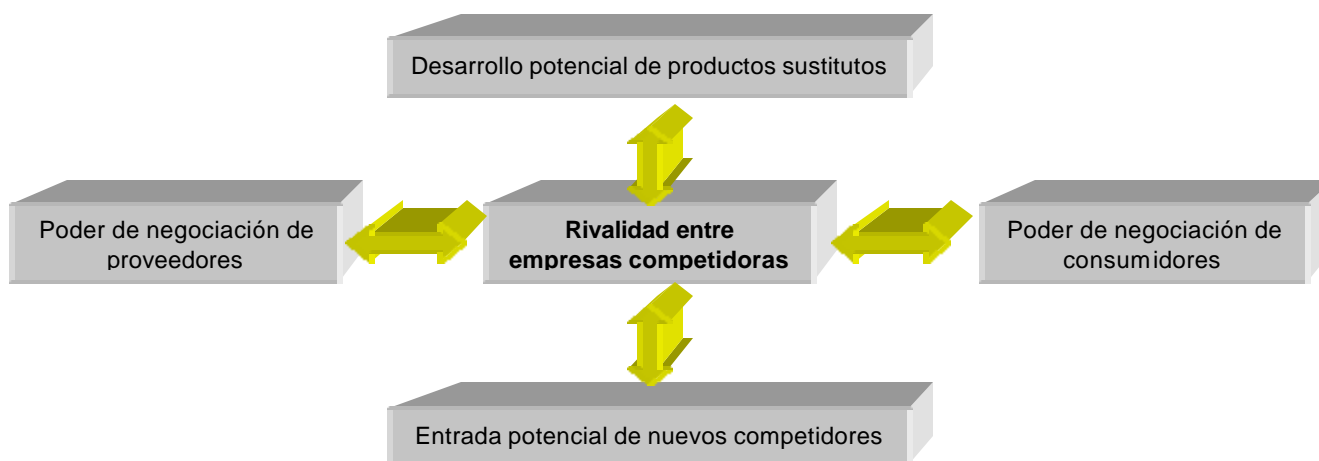 Desarrollo potencial de productos sustitutos
Poder de negociación de
proveedores
Rivalidad entre
empresas competidoras
Poder de negociación de
consumidores
Entrada potencial de nuevos competidores